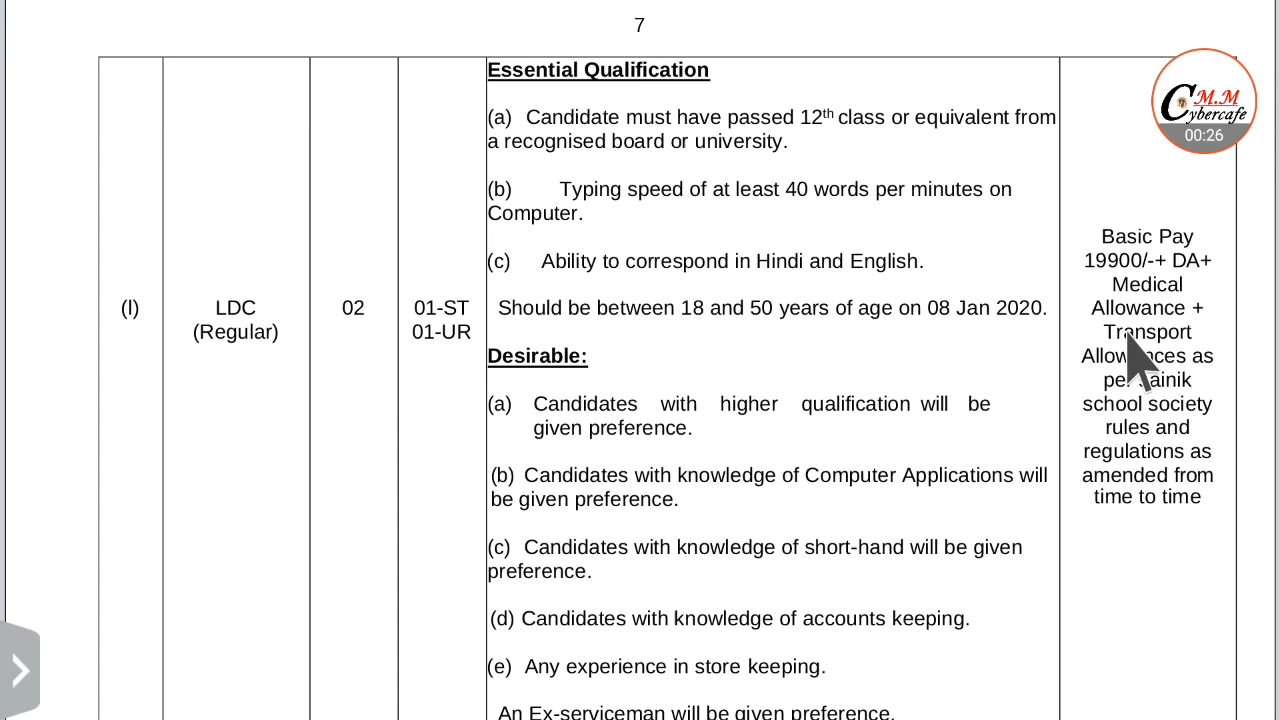 7
Essential Qualification
(a) Candidate must have passed 12th class or equivalent from
a recognised board or university.
(b) Typing speed of at least 40 words per minutes on
Computer.
(c) Ability to correspond in Hindi and English.
(l)
LDC
(Regular)
02
01-ST
01-UR
Should be between 18 and 50 years of age on 08 Jan 2020.
Desirable:
(a) Candidates with higher qualification will be
given preference.
(b) Candidates with knowledge of Computer Applications will
be given preference.
(c) Candidates with knowledge of short-hand will be given
preference.
(d) Candidates with knowledge of accounts keeping.
(e) Any experience in store keeping.
An Ex-serviceman will be given preference.
Basic Pay
19900/-+ DA+
Medical
Allowance +
Transport
Allowances as
per Sainik
school society
rules and
regulations as
amended from
time to time
M.M
Cybercafe
00:26